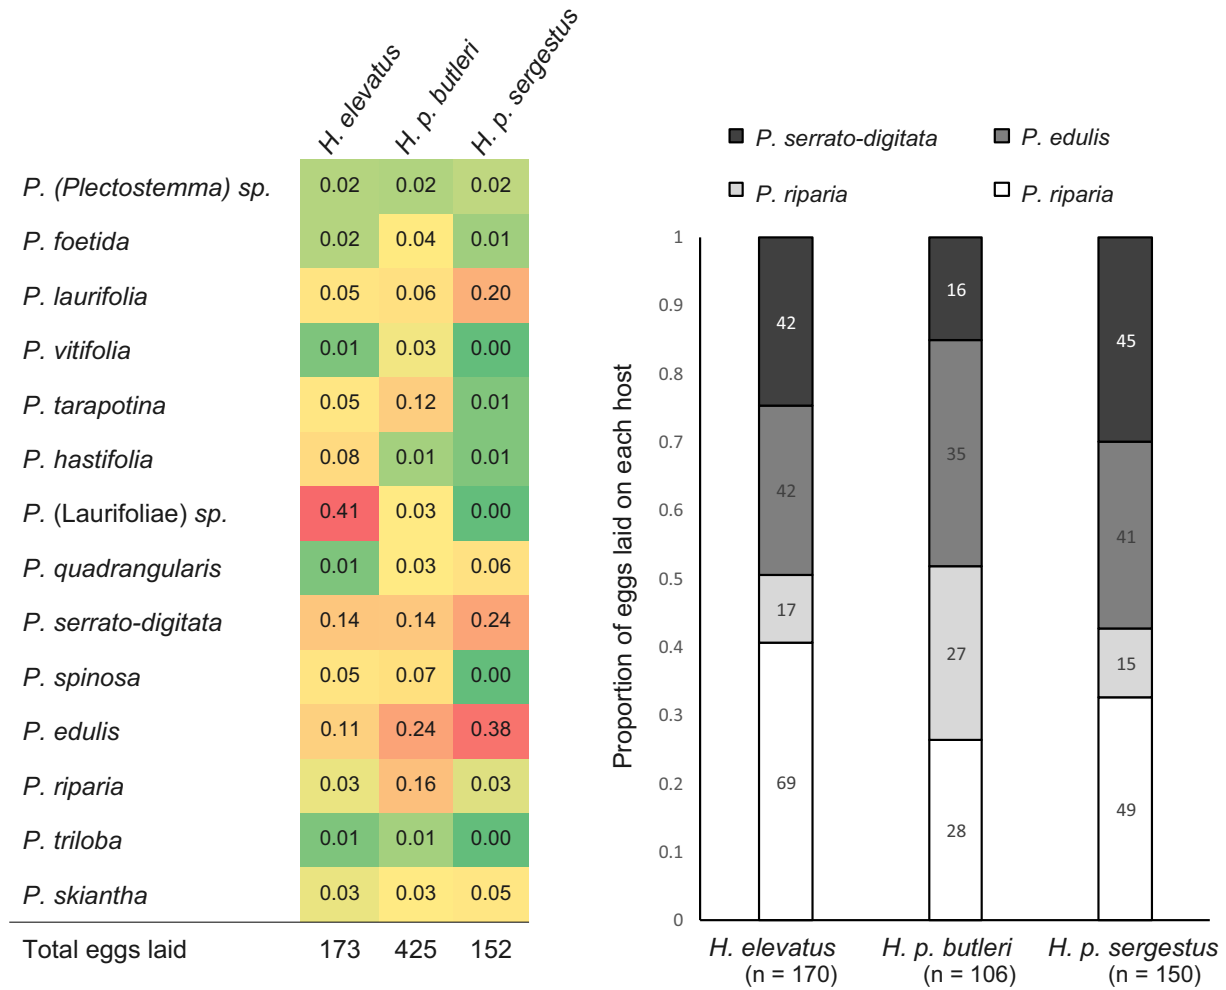 H. elevatus
H. p. butleri
H. p. sergestus
P. (Plectostemma) sp. 0.02 0.02 0.02
P. foetida 0.02 0.04 0.01
P. laurifolia 0.05 0.06 0.20
P. vitifolia 0.01 0.03 0.00
P. tarapotina 0.05 0.12 0.01
P. hastifolia 0.08 0.01 0.01
P. (Laurifoliae) sp. 0.41 0.03 0.00
P. quadrangularis 0.01 0.03 0.06
P. serrato-digitata 0.14 0.14 0.24
P. spinosa 0.05 0.07 0.00
P. edulis 0.11 0.24 0.38
P. riparia 0.03 0.16 0.03
P. triloba 0.01 0.01 0.00
P. skiantha 0.03 0.03 0.05
Total eggs laid 173 425 152
P. serrato-digitata P. edulis
P. riparia P. riparia
Proportion of eggs laid on each host
1
0.9
0.8
0.7
0.6
0.5
0.4
0.3
0.2
0.1
0
42
42
17
69
16
35
27
28
45
41
15
49
H. elevatus H. p. butleri H. p. sergestus
(n = 170) (n = 106) (n = 150)